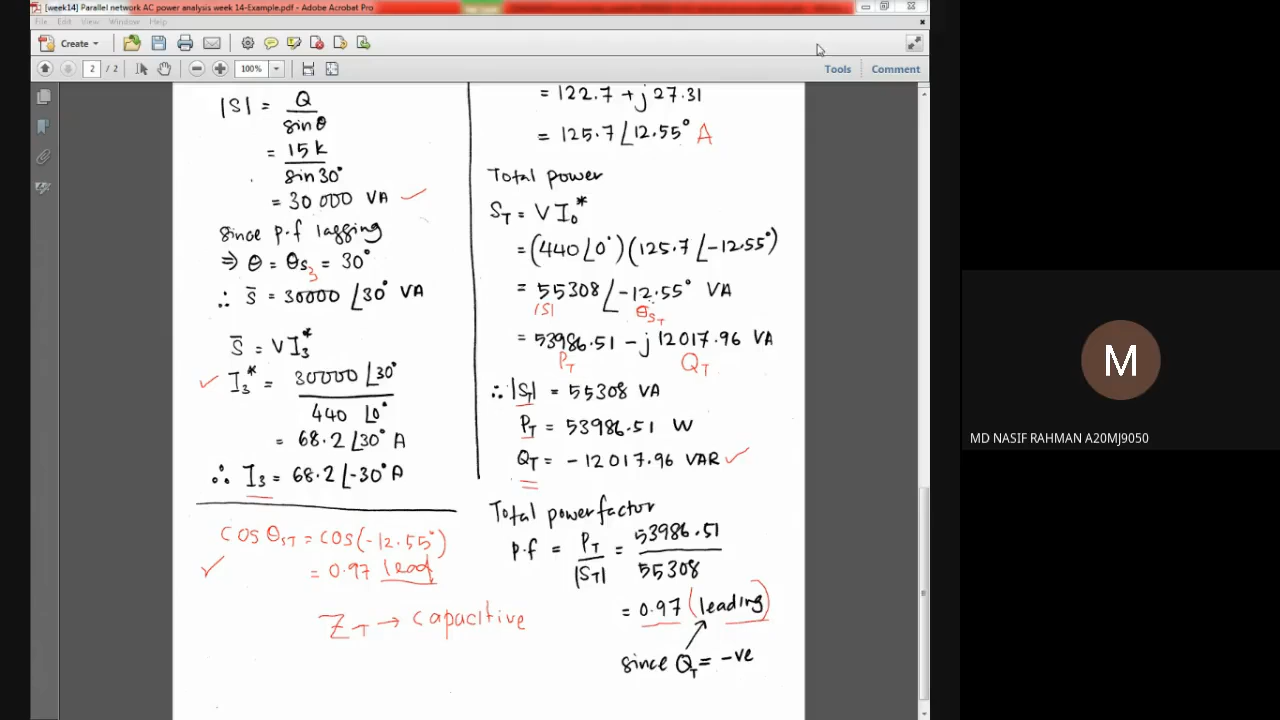 [week14] Parallel network AC power analysis week 14-Example.pdf - Adobe Acrobat Pro
File Edit View Window Help
Create
2 / 2 100% Tools Comment
|S| = Q / sinθ
= 15k / sin30°
= 30 000 VA ✓
since p.f lagging
⇒ θ = θs3 = 30°
∴ S̄ = 30000 ∠30° VA
S̄ = V I3*
✓ I3* = 30000 ∠30° / 440 ∠0°
= 68.2 ∠30° A
∴ I3 = 68.2 ∠-30° A
cos θST = cos(-12.55°)
✓ = 0.97 lead
ZT → capacitive
= 122.7 + j 27.31
= 125.7 ∠12.55° A
Total power
ST = V I0*
= (440 ∠0°) (125.7 ∠-12.55°)
= 55308 ∠-12.55° VA
|S| θST
= 53986.51 - j 12017.96 VA
PT QT
∴ |ST| = 55308 VA
PT = 53986.51 W
QT = - 12017.96 VAR ✓
Total power factor
p.f = PT / |ST| = 53986.51 / 55308
= 0.97 (leading)
since QT = -ve
M
MD NASIF RAHMAN A20MJ9050